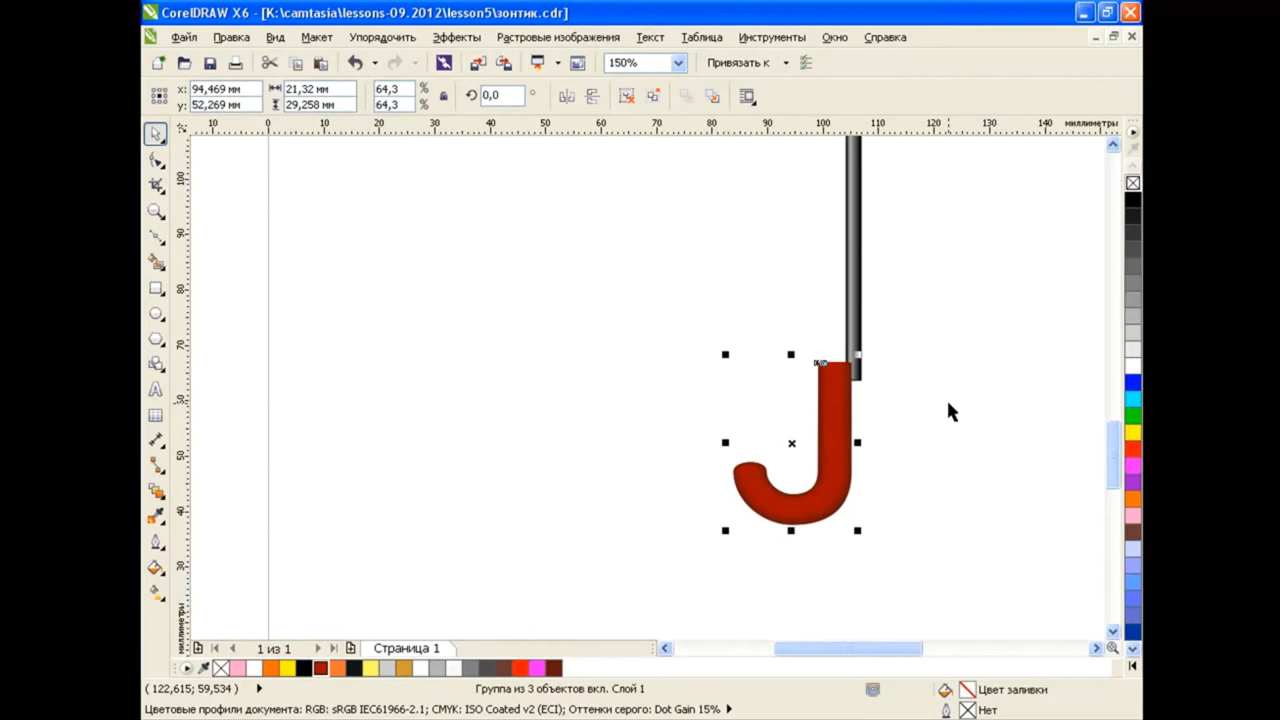 CorelDRAW X6 - [K:\camtasia\lessons-09.2012\lesson5\зонтик.cdr]
Файл Правка Вид Макет Упорядочить Эффекты Растровые изображения Текст Таблица Инструменты Окно Справка
150% Привязать к
x: 94,469 мм 21,32 мм 64,3 % 0,0 °
y: 52,269 мм 29,258 мм 64,3 %
10 0 10 20 30 40 50 60 70 80 90 100 110 120 130 140 миллиметры
100
90
80
70
60
50
40
30
миллиметры
1 из 1 Страница 1
( 122,615; 59,534 ) Группа из 3 объектов вкл. Слой 1 Цвет заливки
Цветовые профили документа: RGB: sRGB IEC61966-2.1; CMYK: ISO Coated v2 (ECI); Оттенки серого: Dot Gain 15% Нет